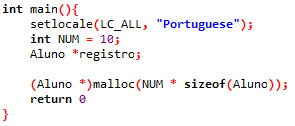 int main(){
setlocale(LC_ALL, "Portuguese");
int NUM = 10;
Aluno *registro;
(Aluno *)malloc(NUM * sizeof(Aluno));
return 0
}